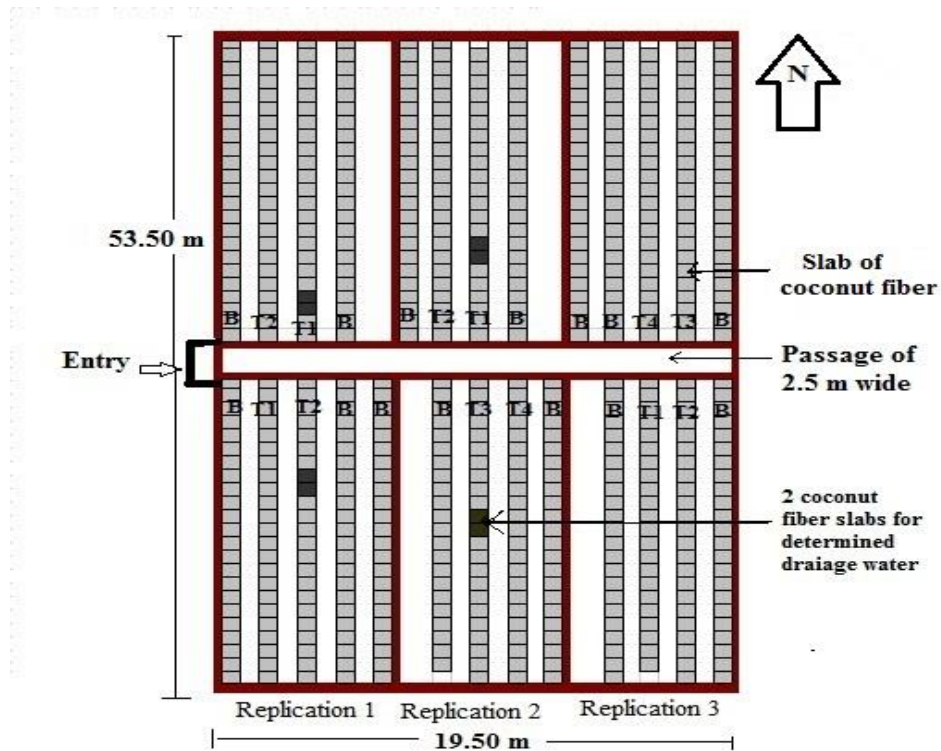 N
53.50 m
Slab of
coconut fiber
B T2 T1 B B T2 T1 B B B T4 T3 B
Entry
Passage of
2.5 m wide
B T1 T2 B B B T3 T4 B B T1 T2 B
2 coconut
fiber slabs for
determined
draiage water
Replication 1 Replication 2 Replication 3
19.50 m